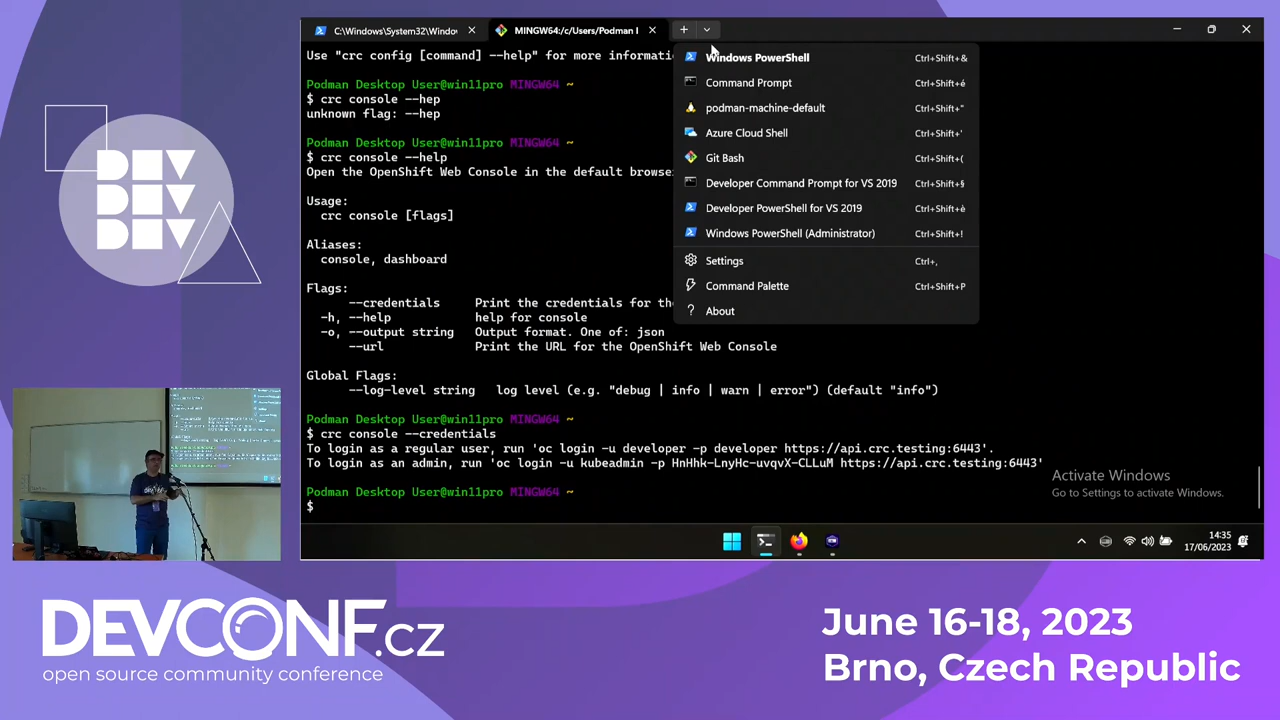 C:\Windows\System32\Windo
MINGW64:/c/Users/Podman
Use "crc config [command] --help" for more informati
Podman Desktop User@win11pro MINGW64 ~
$ crc console --hep
unknown flag: --hep
Podman Desktop User@win11pro MINGW64 ~
$ crc console --help
Open the OpenShift Web Console in the default browse
Usage:
crc console [flags]
Aliases:
console, dashboard
Flags:
--credentials Print the credentials for the
-h, --help help for console
-o, --output string Output format. One of: json
--url Print the URL for the OpenShift Web Console
Global Flags:
--log-level string log level (e.g. "debug | info | warn | error") (default "info")
Podman Desktop User@win11pro MINGW64 ~
$ crc console --credentials
To login as a regular user, run 'oc login -u developer -p developer https://api.crc.testing:6443'.
To login as an admin, run 'oc login -u kubeadmin -p HnHhk-LnyHc-uvqvX-CLLuM https://api.crc.testing:6443'
Podman Desktop User@win11pro MINGW64 ~
$
Windows PowerShell Ctrl+Shift+&
Command Prompt Ctrl+Shift+é
podman-machine-default Ctrl+Shift+"
Azure Cloud Shell Ctrl+Shift+'
Git Bash Ctrl+Shift+(
Developer Command Prompt for VS 2019 Ctrl+Shift+§
Developer PowerShell for VS 2019 Ctrl+Shift+è
Windows PowerShell (Administrator) Ctrl+Shift+!
Settings Ctrl+,
Command Palette Ctrl+Shift+P
About
Activate Windows
Go to Settings to activate Windows.
14:35
17/06/2023
DEV
DEV
DEV
DEVCONF.cz
open source community conference
June 16-18, 2023
Brno, Czech Republic